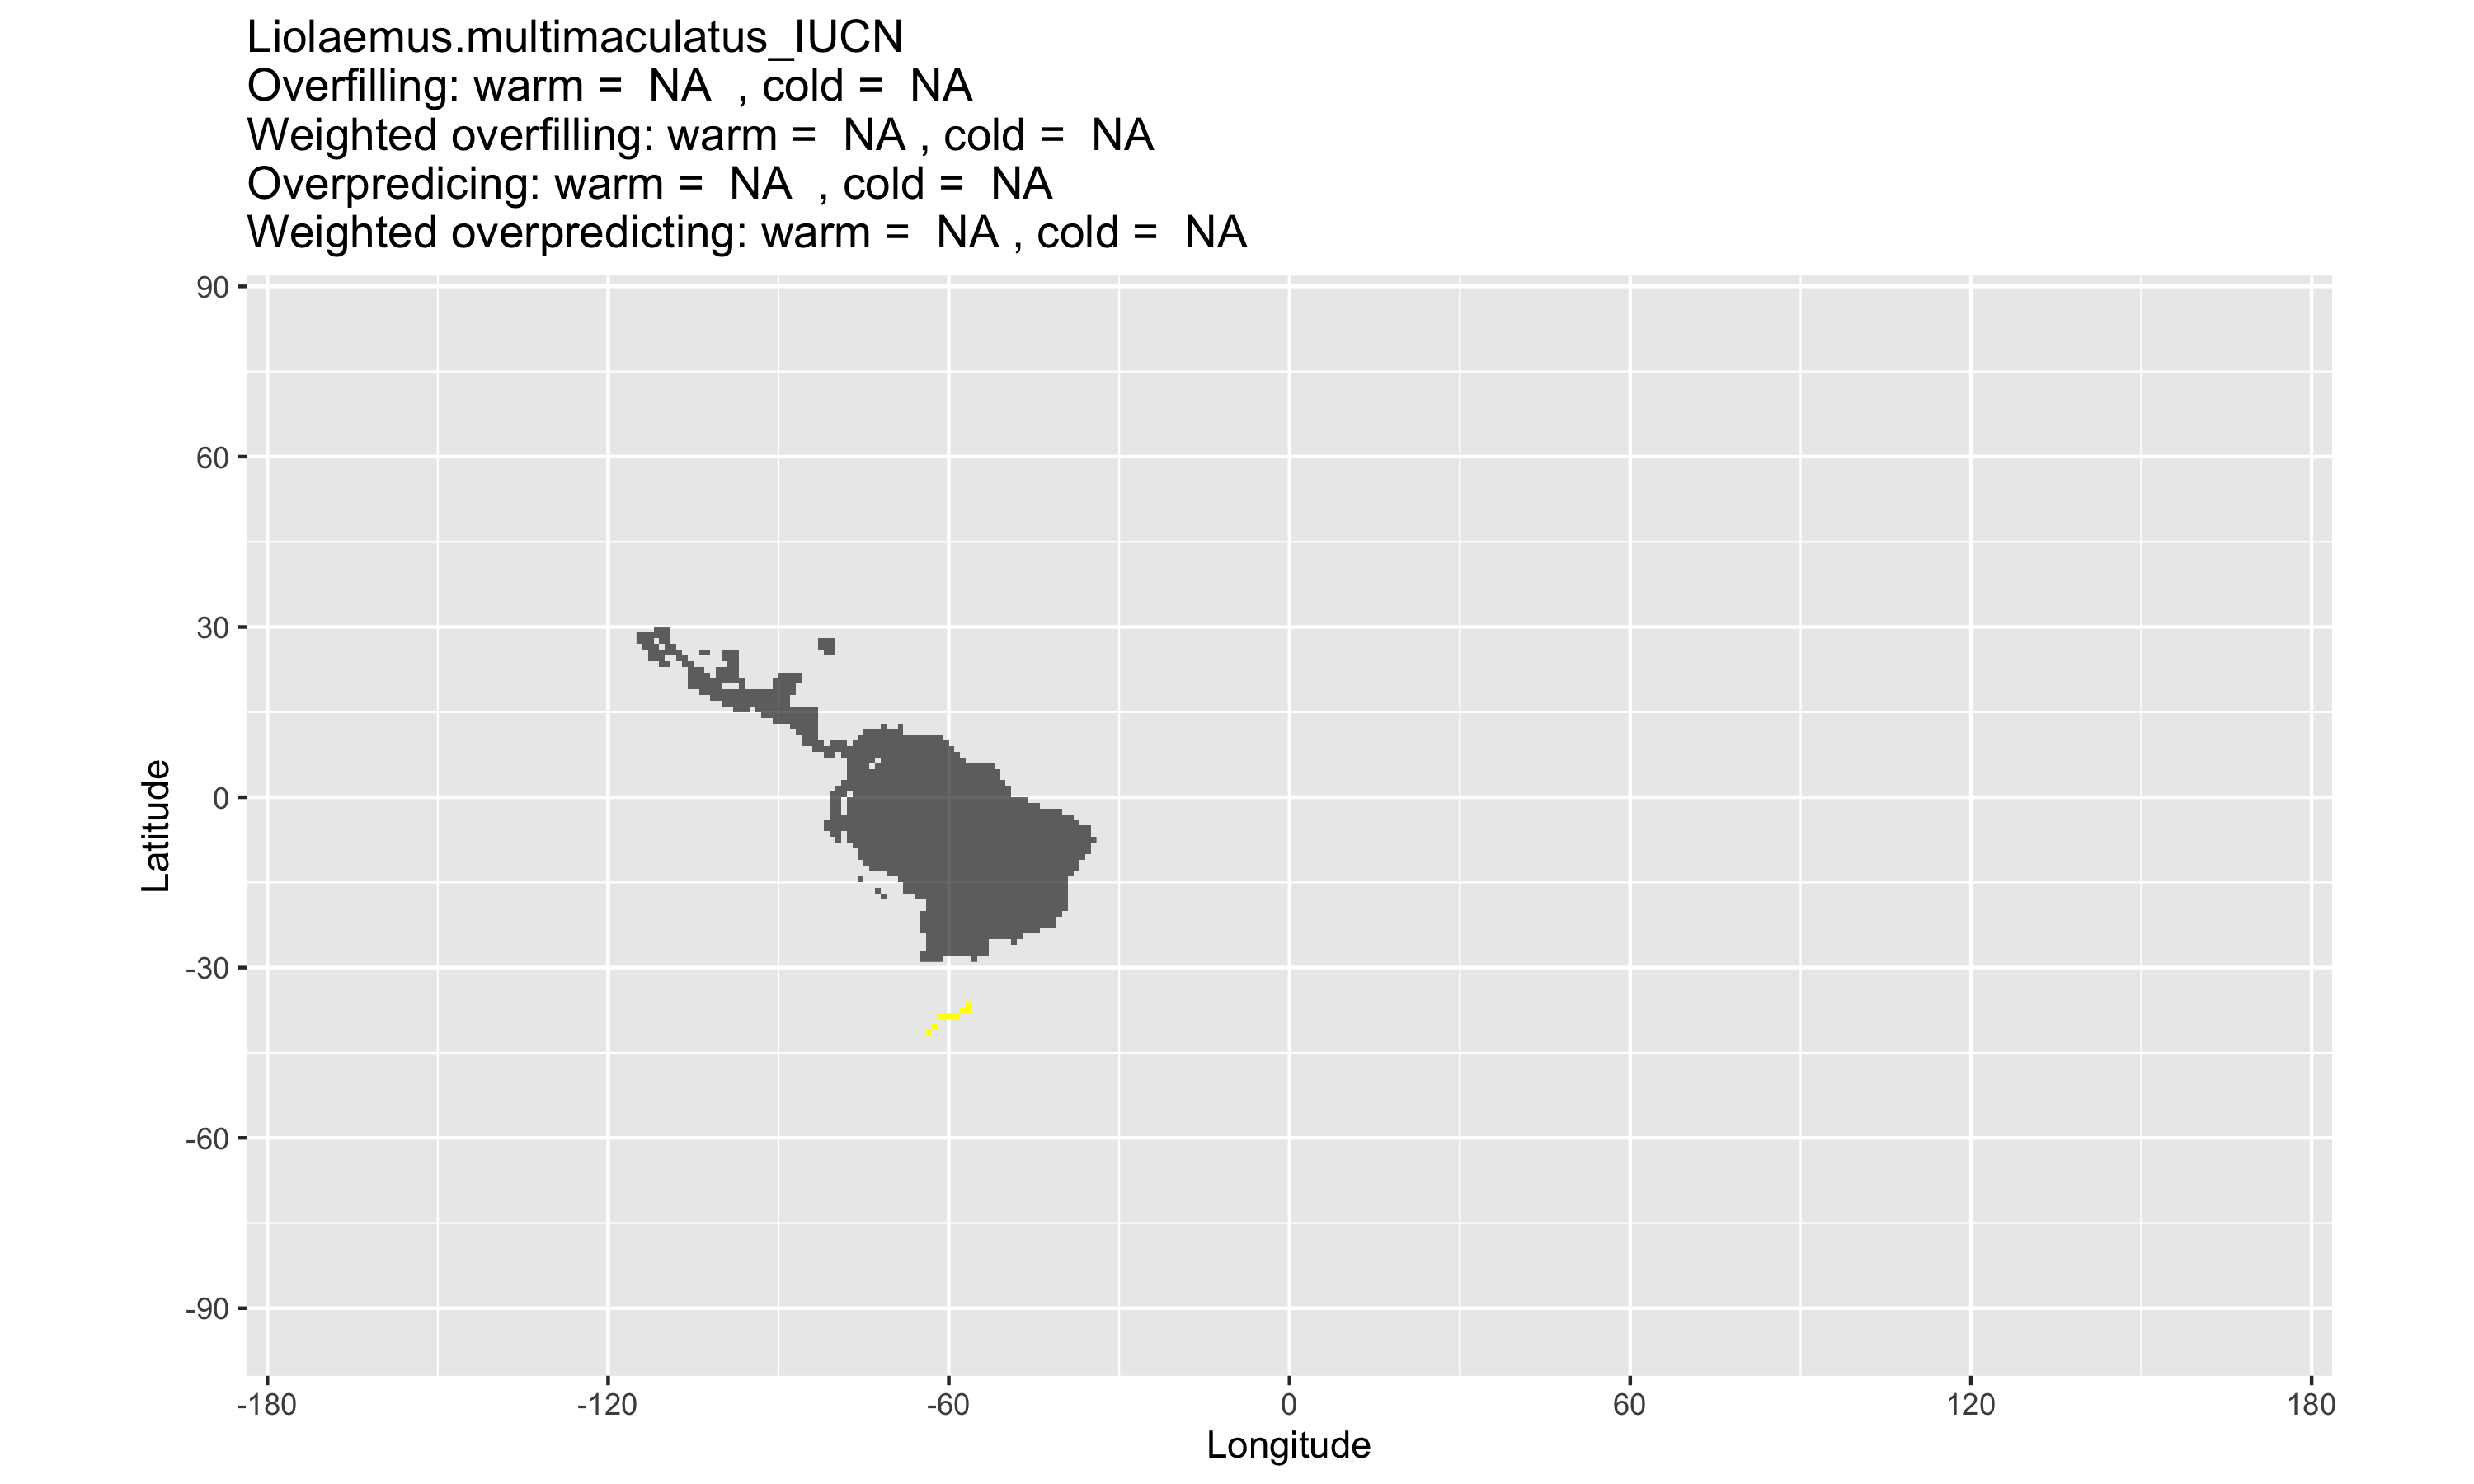 Liolaemus.multimaculatus_IUCN
Overfilling: warm =  NA  , cold =  NA
Weighted overfilling: warm =  NA , cold =  NA
Overpredicing: warm =  NA  , cold =  NA
Weighted overpredicting: warm =  NA , cold =  NA
90
60
30
0
-30
-60
-90
Latitude
-180
-120
-60
0
60
120
180
Longitude